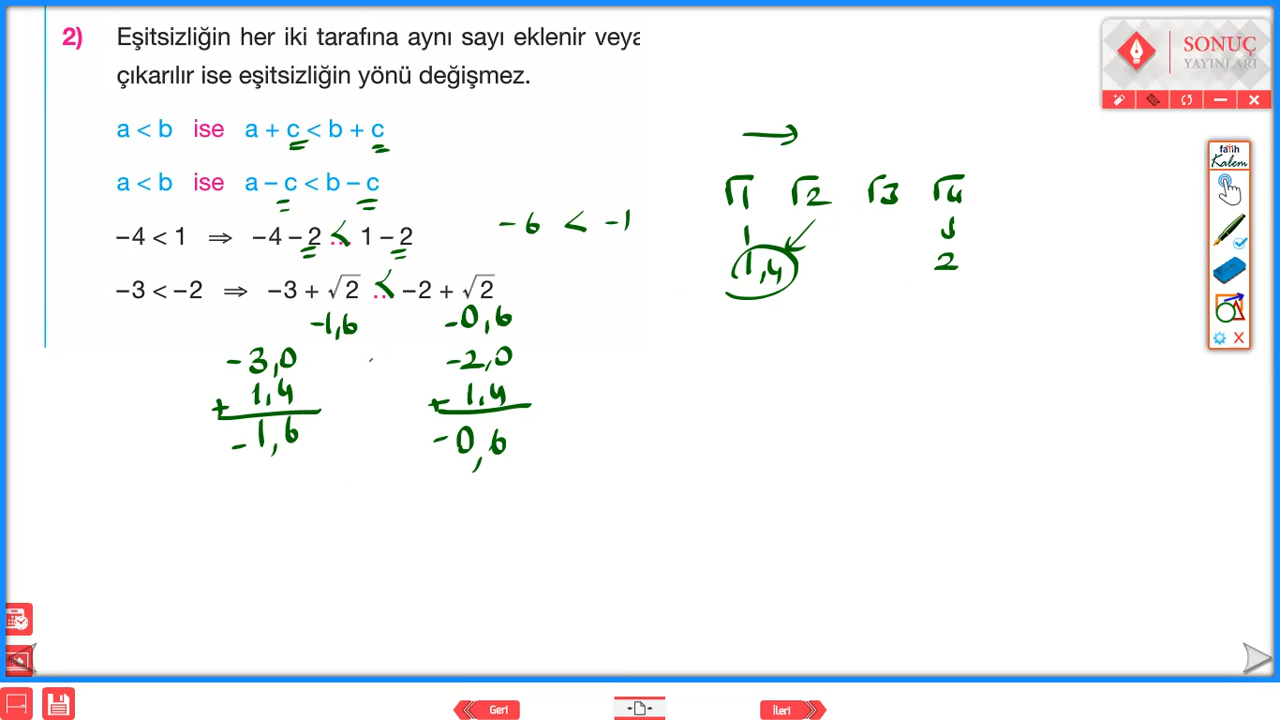 2) Eşitsizliğin her iki tarafına aynı sayı eklenir veya
çıkarılır ise eşitsizliğin yönü değişmez.
a < b ise a + c < b + c
a < b ise a – c < b – c
–4 < 1 ⇒ –4 – 2 < 1 – 2
-6 < -1
–3 < –2 ⇒ –3 + √2 < –2 + √2
-1,6 -0,6
-3,0 -2,0
+ 1,4 + 1,4
-1,6 -0,6
√1 √2 √3 √4
1 1,4 2
SONUÇ
YAYINLARI
fatih
Kalem
Geri
İleri